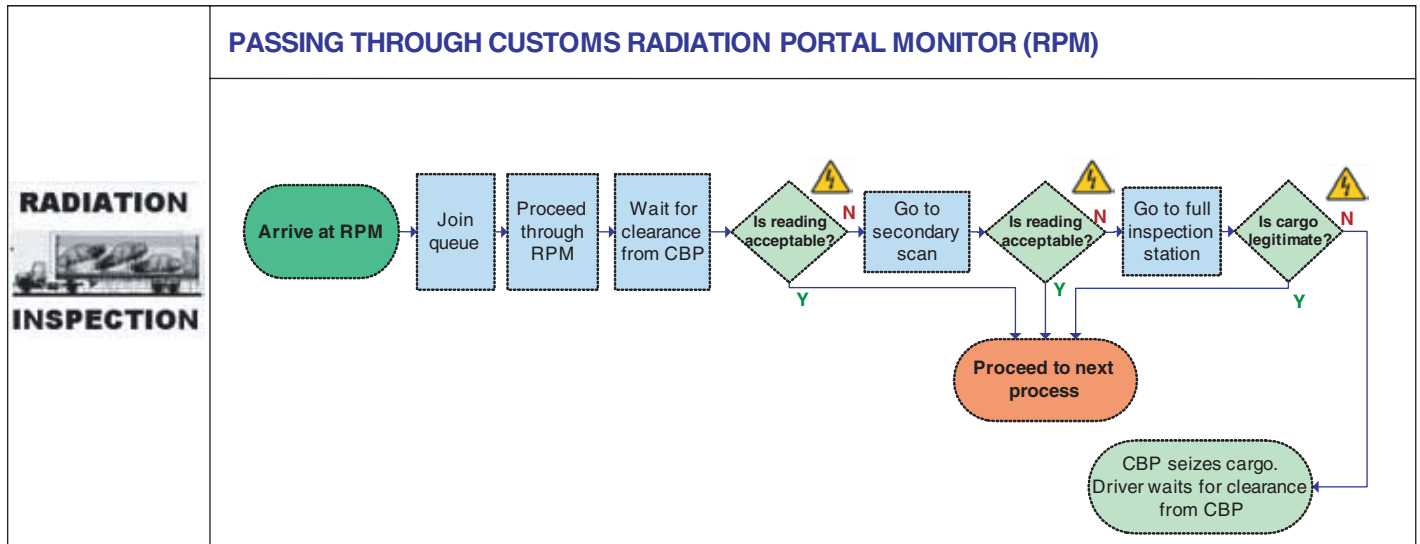 PASSING THROUGH CUSTOMS RADIATION PORTAL MONITOR (RPM)
RADIATION
INSPECTION
Arrive at RPM
Join
queue
Proceed
through
RPM
Wait for
clearance
from CBP
Is reading
acceptable?
N
Y
Go to
secondary
scan
Is reading
acceptable?
N
Y
Go to full
inspection
station
Is cargo
legitimate?
N
Y
Proceed to next
process
CBP seizes cargo.
Driver waits for clearance
from CBP